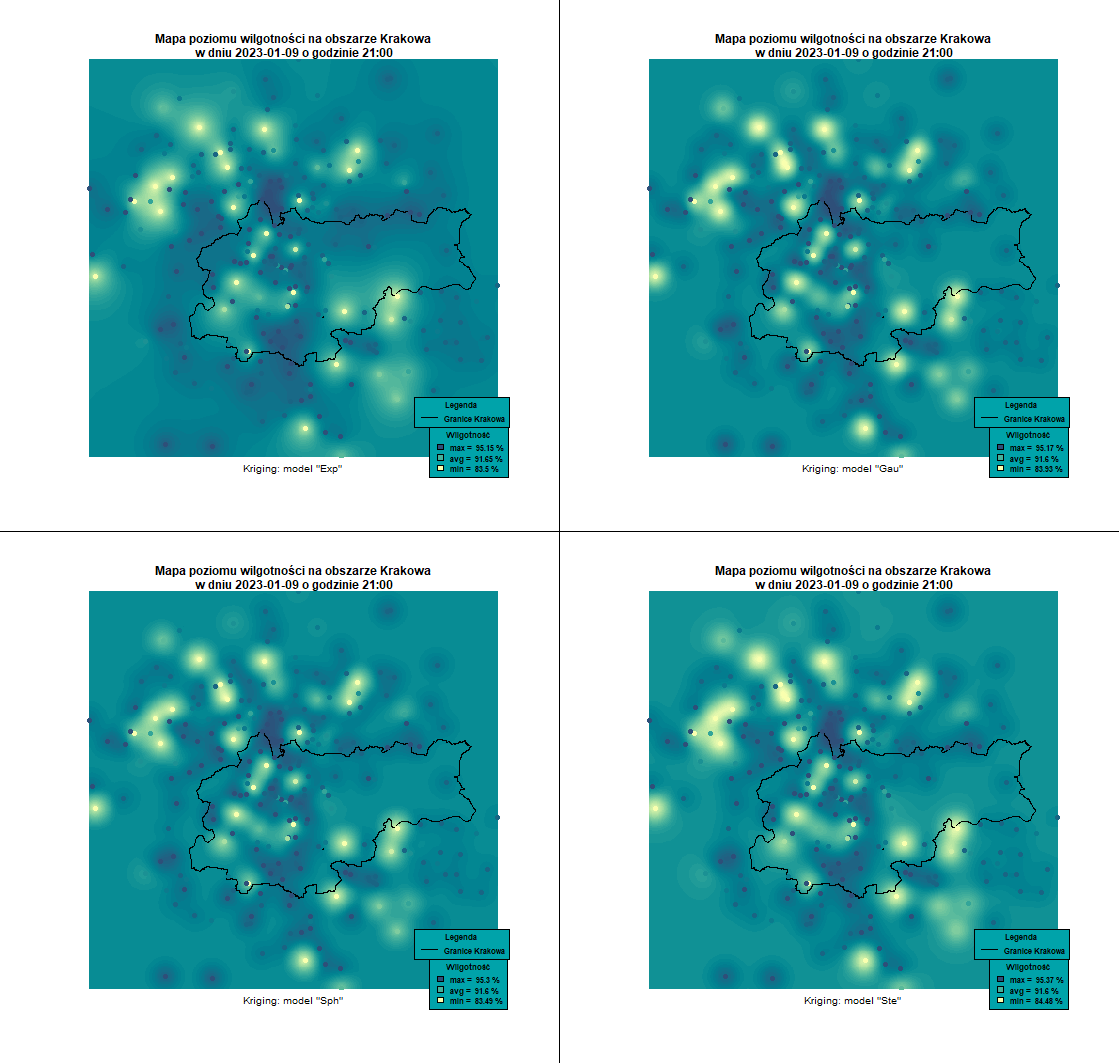 Mapa poziomu wilgotności na obszarze Krakowa
w dniu 2023-01-09 o godzinie 21:00
Legenda
Granice Krakowa
Wilgotność
max = 95.15 %
avg = 91.65 %
min = 83.5 %
Kriging: model "Exp"
Mapa poziomu wilgotności na obszarze Krakowa
w dniu 2023-01-09 o godzinie 21:00
Legenda
Granice Krakowa
Wilgotność
max = 95.17 %
avg = 91.6 %
min = 83.93 %
Kriging: model "Gau"
Mapa poziomu wilgotności na obszarze Krakowa
w dniu 2023-01-09 o godzinie 21:00
Legenda
Granice Krakowa
Wilgotność
max = 95.3 %
avg = 91.6 %
min = 83.49 %
Kriging: model "Sph"
Mapa poziomu wilgotności na obszarze Krakowa
w dniu 2023-01-09 o godzinie 21:00
Legenda
Granice Krakowa
Wilgotność
max = 95.37 %
avg = 91.6 %
min = 84.48 %
Kriging: model "Ste"